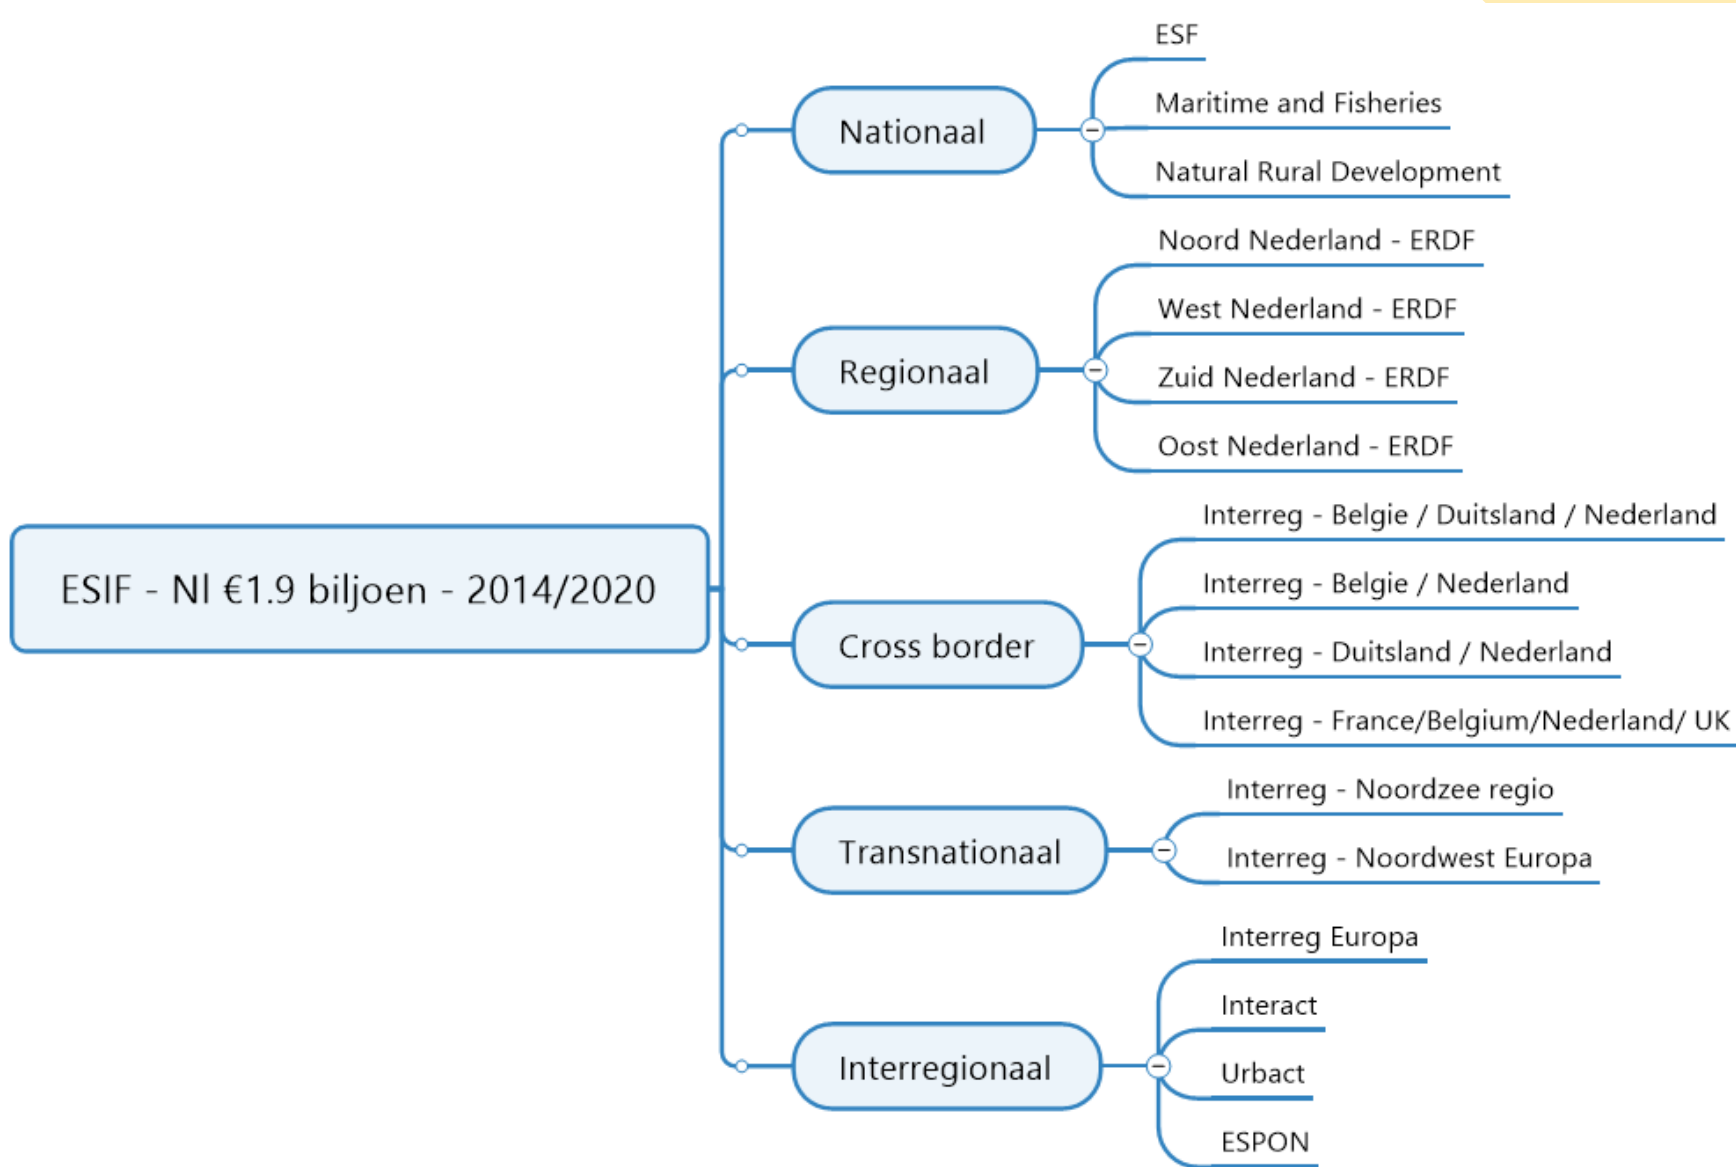 ESIF - Nl €1.9 biljoen - 2014/2020
Nationaal
ESF
Maritime and Fisheries
Natural Rural Development
Regionaal
Noord Nederland - ERDF
West Nederland - ERDF
Zuid Nederland - ERDF
Oost Nederland - ERDF
Cross border
Interreg - Belgie / Duitsland / Nederland
Interreg - Belgie / Nederland
Interreg - Duitsland / Nederland
Interreg - France/Belgium/Nederland/ UK
Transnationaal
Interreg - Noordzee regio
Interreg - Noordwest Europa
Interregionaal
Interreg Europa
Interact
Urbact
ESPON